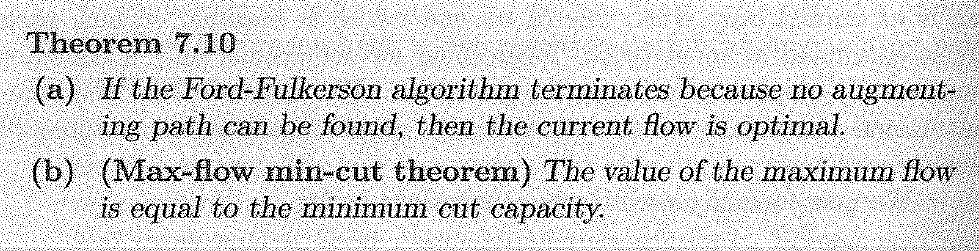 Theorem 7.10
(a) If the Ford-Fulkerson algorithm terminates because no augment-
ing path can be found, then the current flow is optimal.
(b) (Max-flow min-cut theorem) The value of the maximum flow
is equal to the minimum cut capacity.